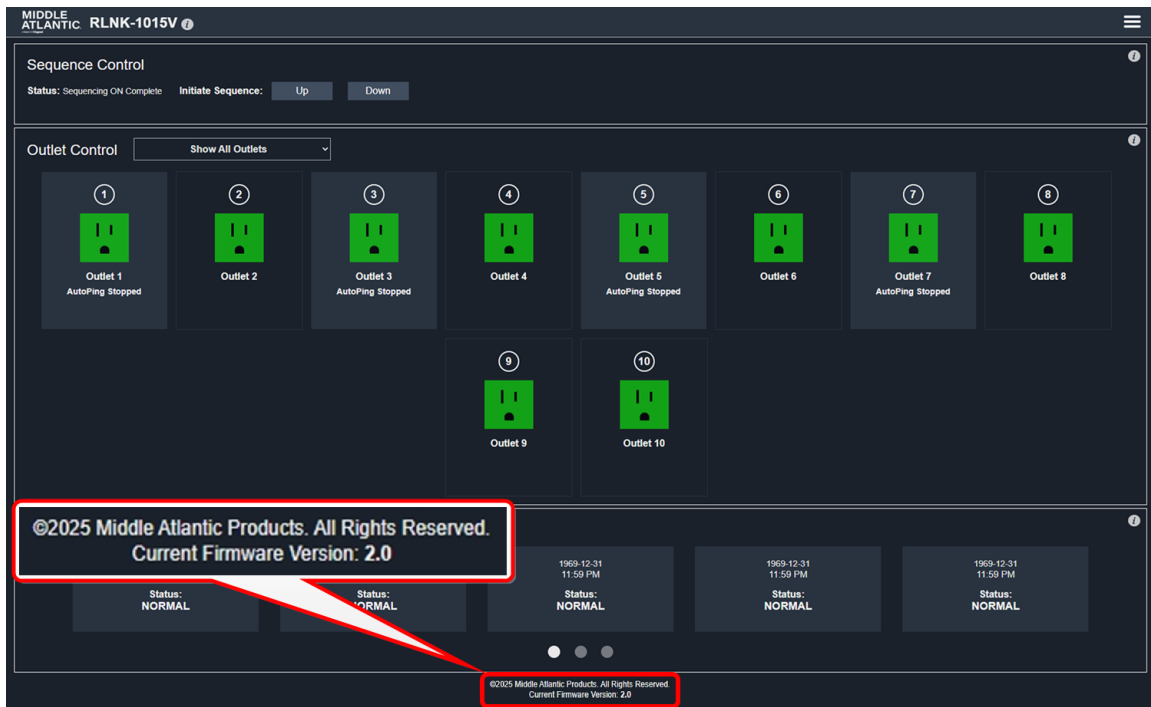 MIDDLE
ATLANTIC RLNK-1015V i
Sequence Control
Status: Sequencing ON Complete Initiate Sequence: Up Down
Outlet Control Show All Outlets
1 2 3 4 5 6 7 8
Outlet 1 Outlet 2 Outlet 3 Outlet 4 Outlet 5 Outlet 6 Outlet 7 Outlet 8
AutoPing Stopped AutoPing Stopped AutoPing Stopped AutoPing Stopped
9 10
Outlet 9 Outlet 10
©2025 Middle Atlantic Products. All Rights Reserved.
Current Firmware Version: 2.0
1969-12-31 1969-12-31 1969-12-31
11:59 PM 11:59 PM 11:59 PM
Status: Status: Status: Status: Status:
NORMAL NORMAL NORMAL NORMAL NORMAL
©2025 Middle Atlantic Products. All Rights Reserved.
Current Firmware Version: 2.0